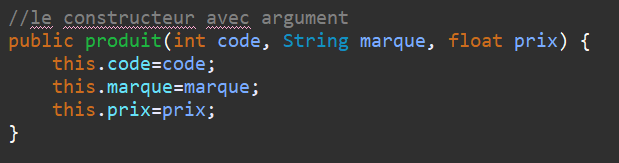 //le constructeur avec argument
public produit(int code, String marque, float prix) {
    this.code=code;
    this.marque=marque;
    this.prix=prix;
}